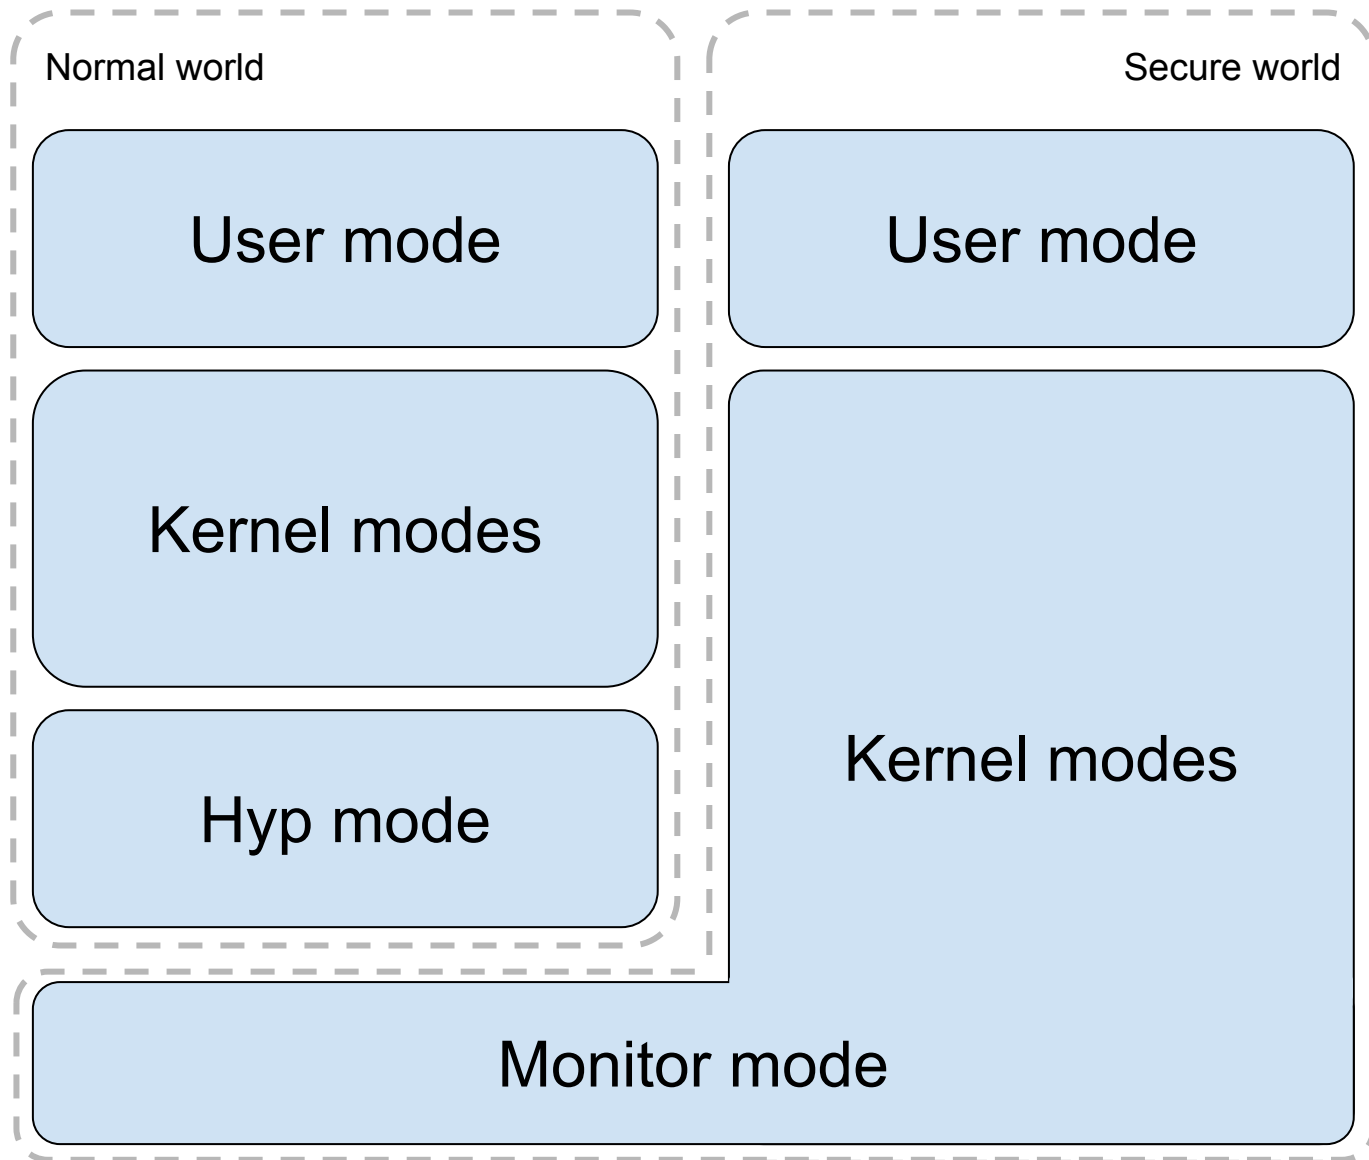 Normal world
Secure world
User mode
User mode
Kernel modes
Kernel modes
Hyp mode
Monitor mode